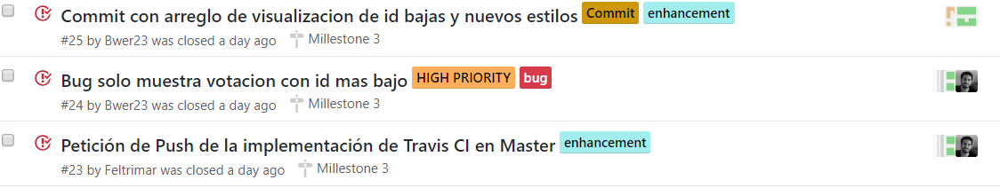 Commit con arreglo de visualizacion de id bajas y nuevos estilos Commit enhancement
#25 by Bwer23 was closed a day ago Millestone 3
Bug solo muestra votacion con id mas bajo HIGH PRIORITY bug
#24 by Bwer23 was closed a day ago Millestone 3
Petición de Push de la implementación de Travis CI en Master enhancement
#23 by Feltrimar was closed a day ago Millestone 3